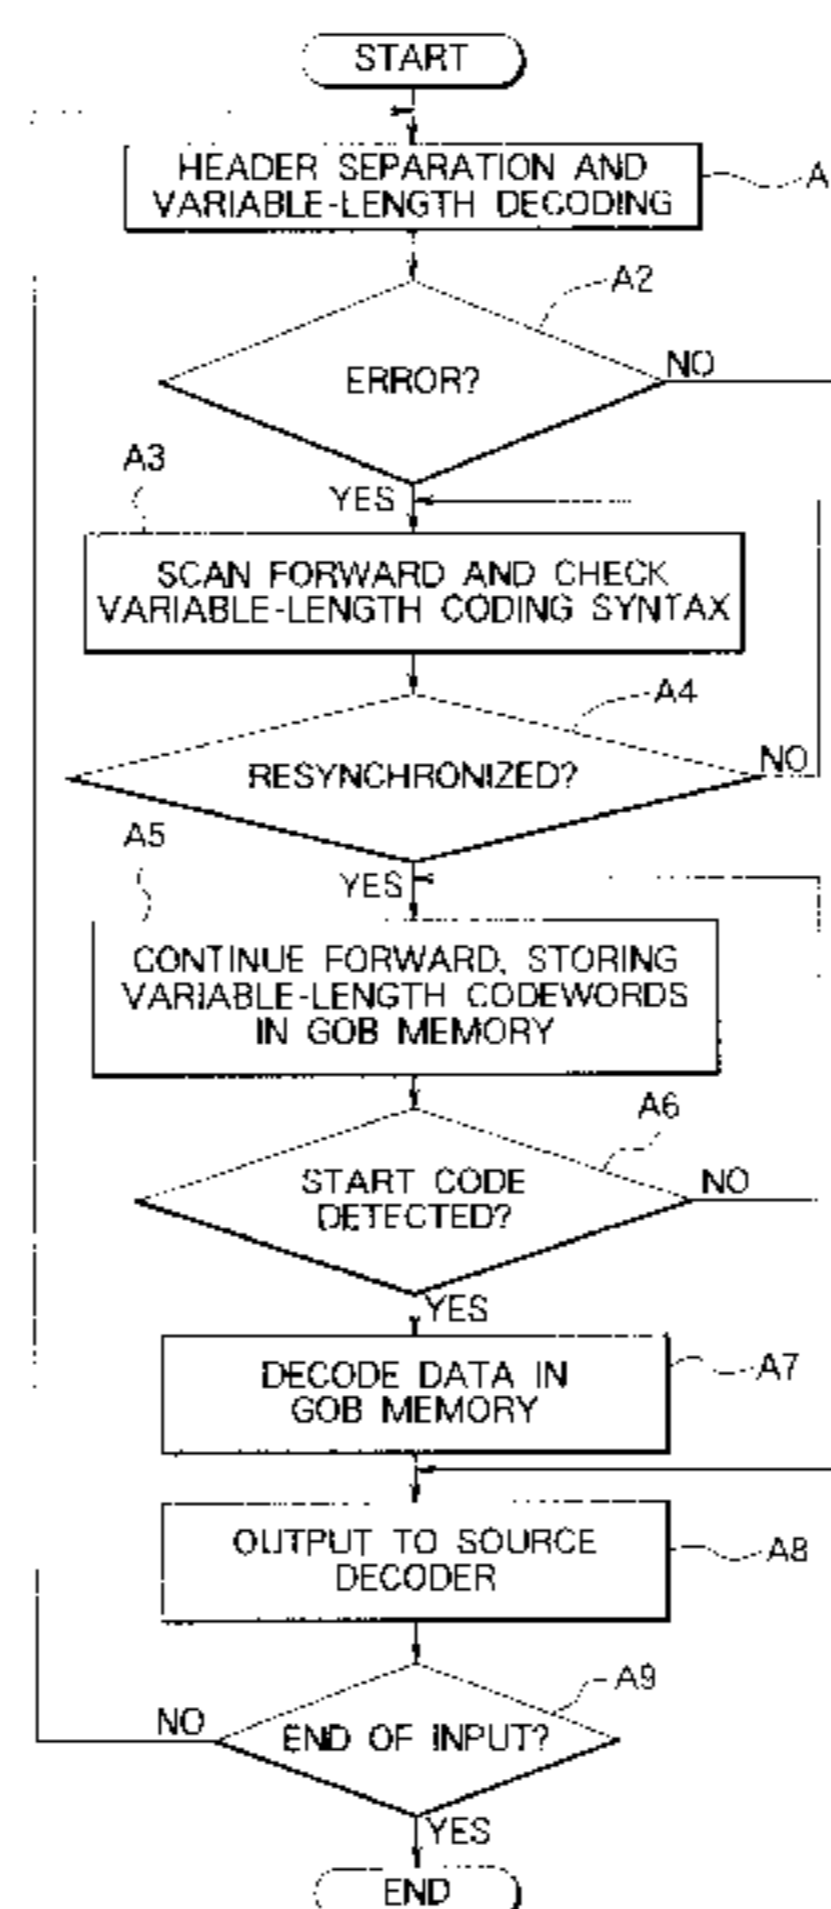 START
HEADER SEPARATION AND
VARIABLE-LENGTH DECODING
A
A2
ERROR?
NO
A3
YES
SCAN FORWARD AND CHECK
VARIABLE-LENGTH CODING SYNTAX
A4
RESYNCHRONIZED?
NO
A5
YES
CONTINUE FORWARD, STORING
VARIABLE-LENGTH CODEWORDS
IN GOB MEMORY
A6
START CODE
DETECTED?
NO
YES
DECODE DATA IN
GOB MEMORY
A7
OUTPUT TO SOURCE
DECODER
A8
A9
NO
END OF INPUT?
YES
END